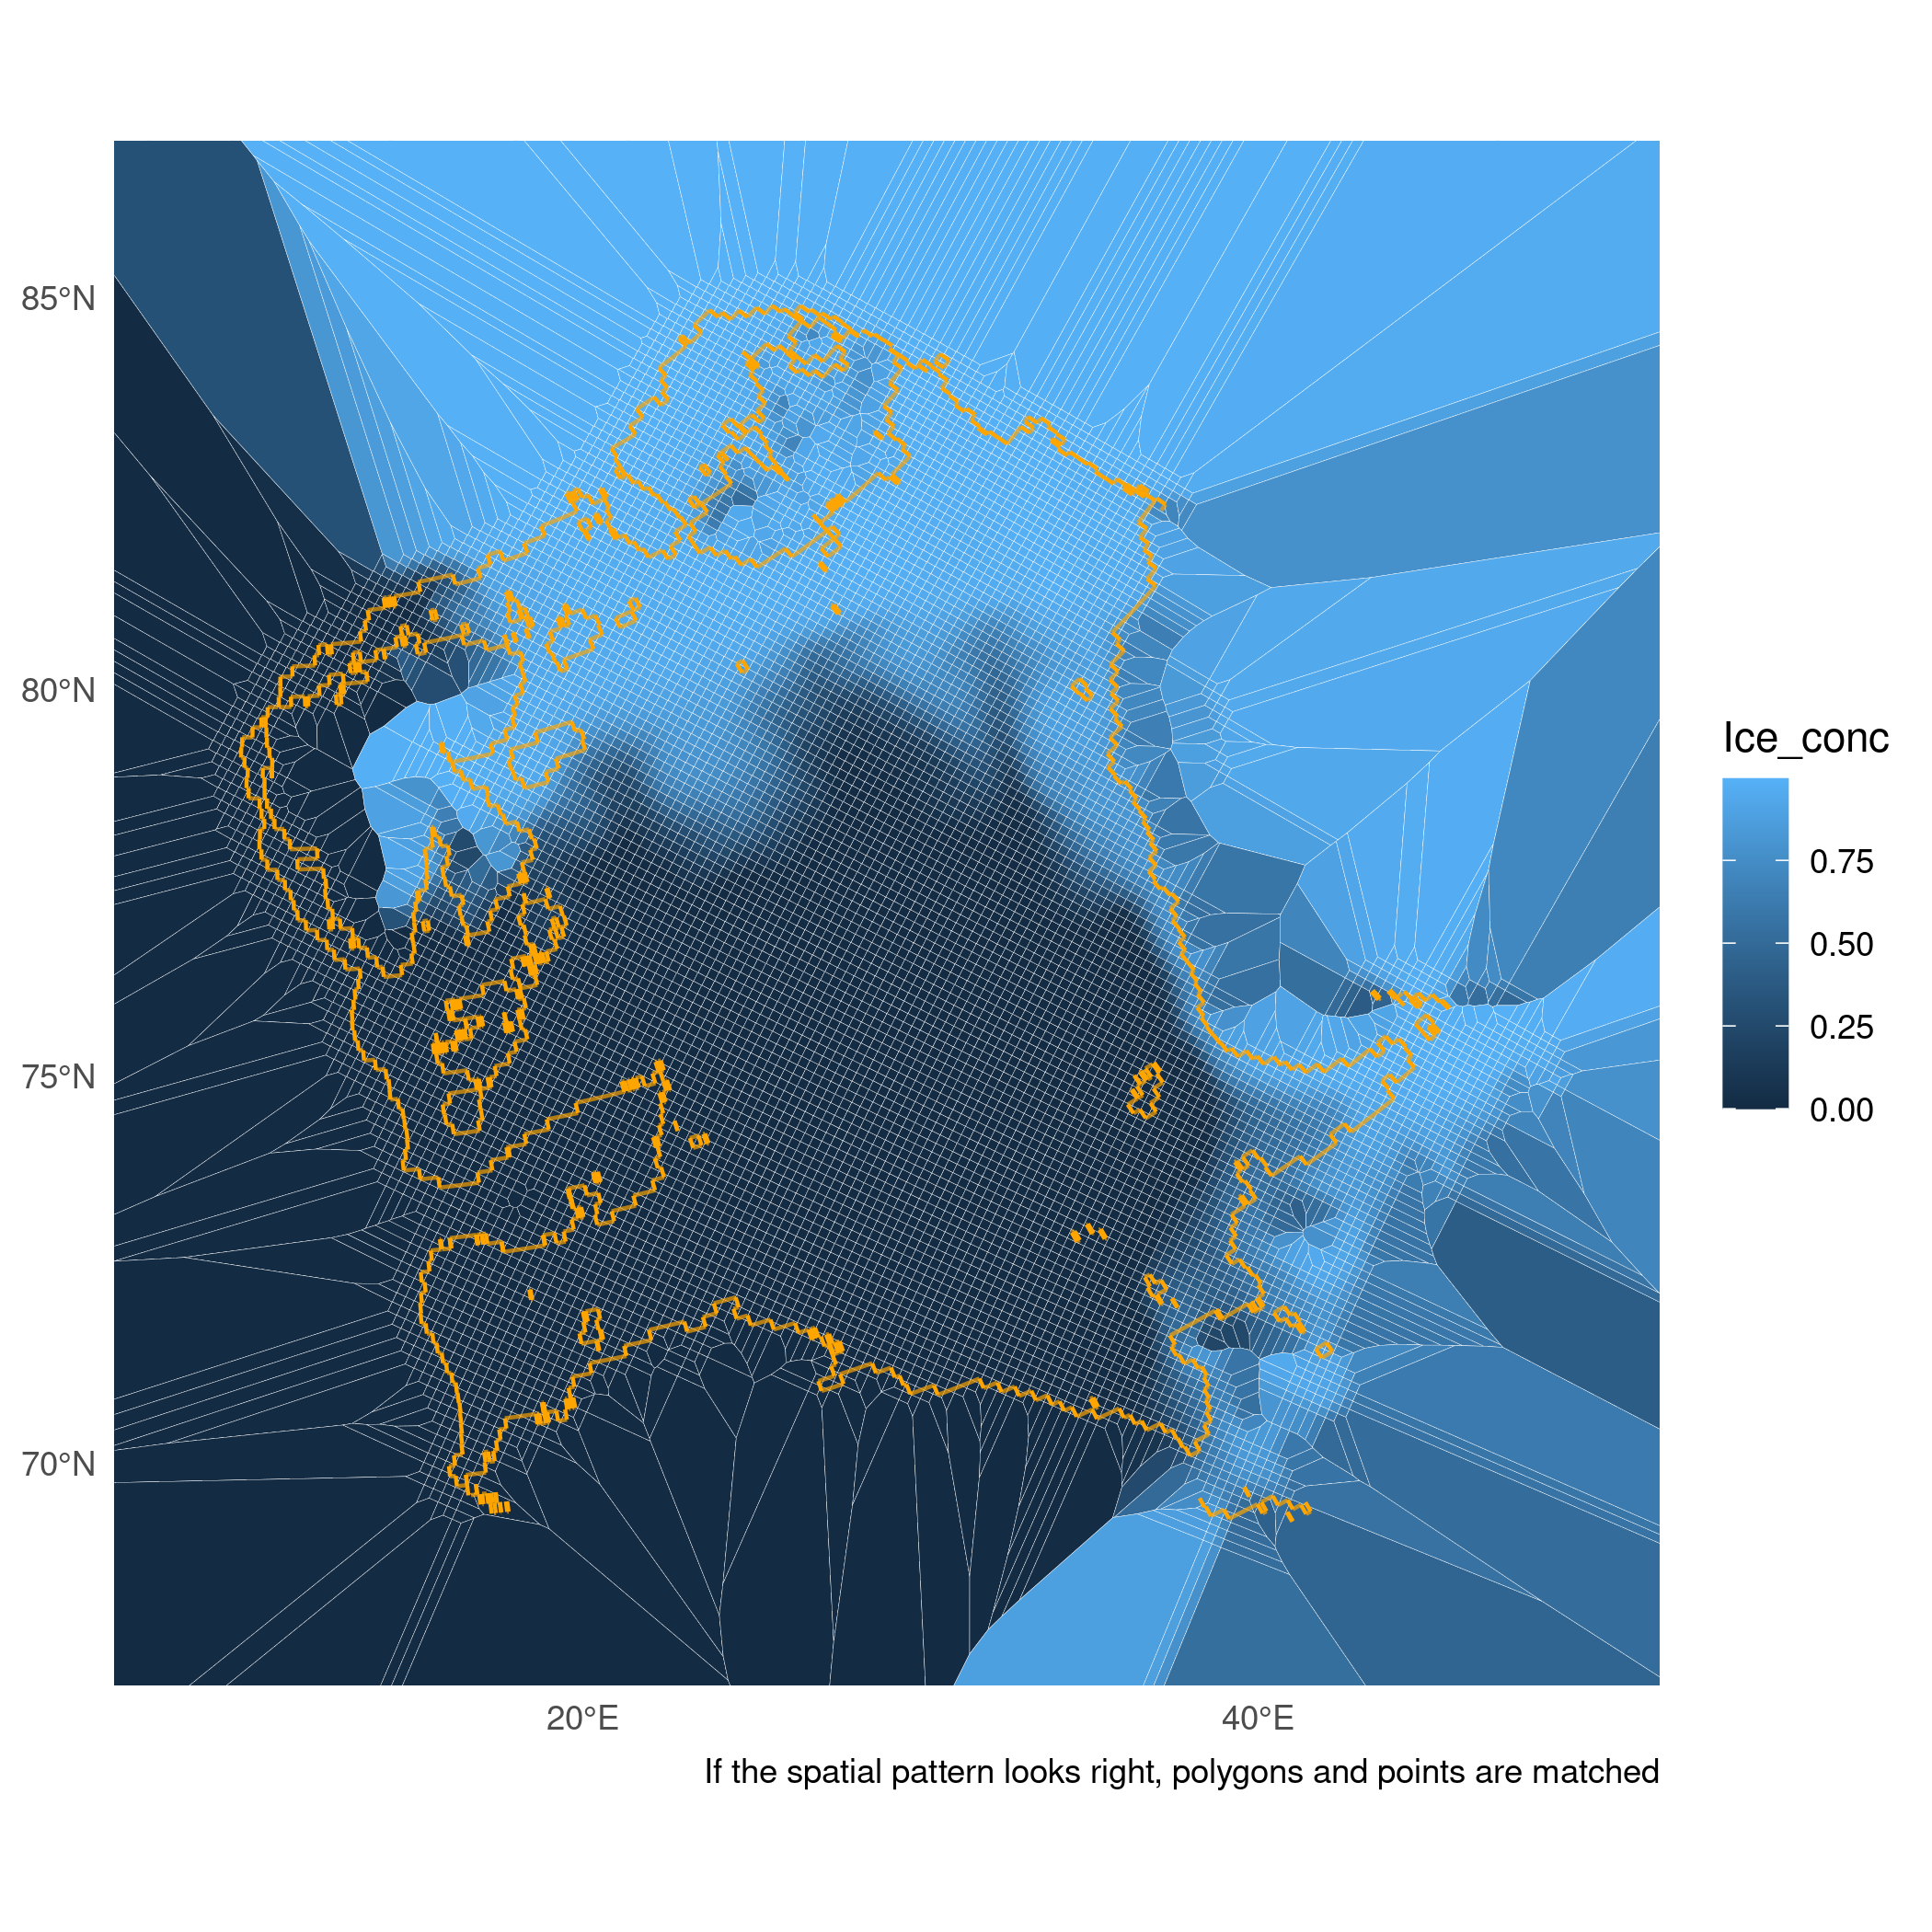 85°N
80°N
75°N
70°N
20°E
40°E
Ice_conc
0.75
0.50
0.25
0.00
If the spatial pattern looks right, polygons and points are matched